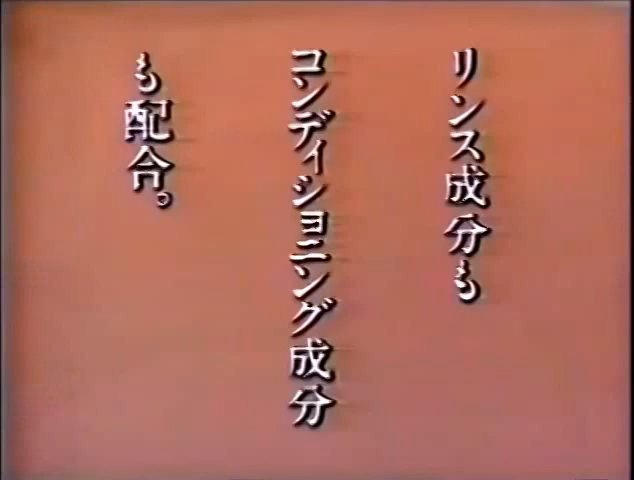 リンス成分も
コンディショニング成分
も配合。